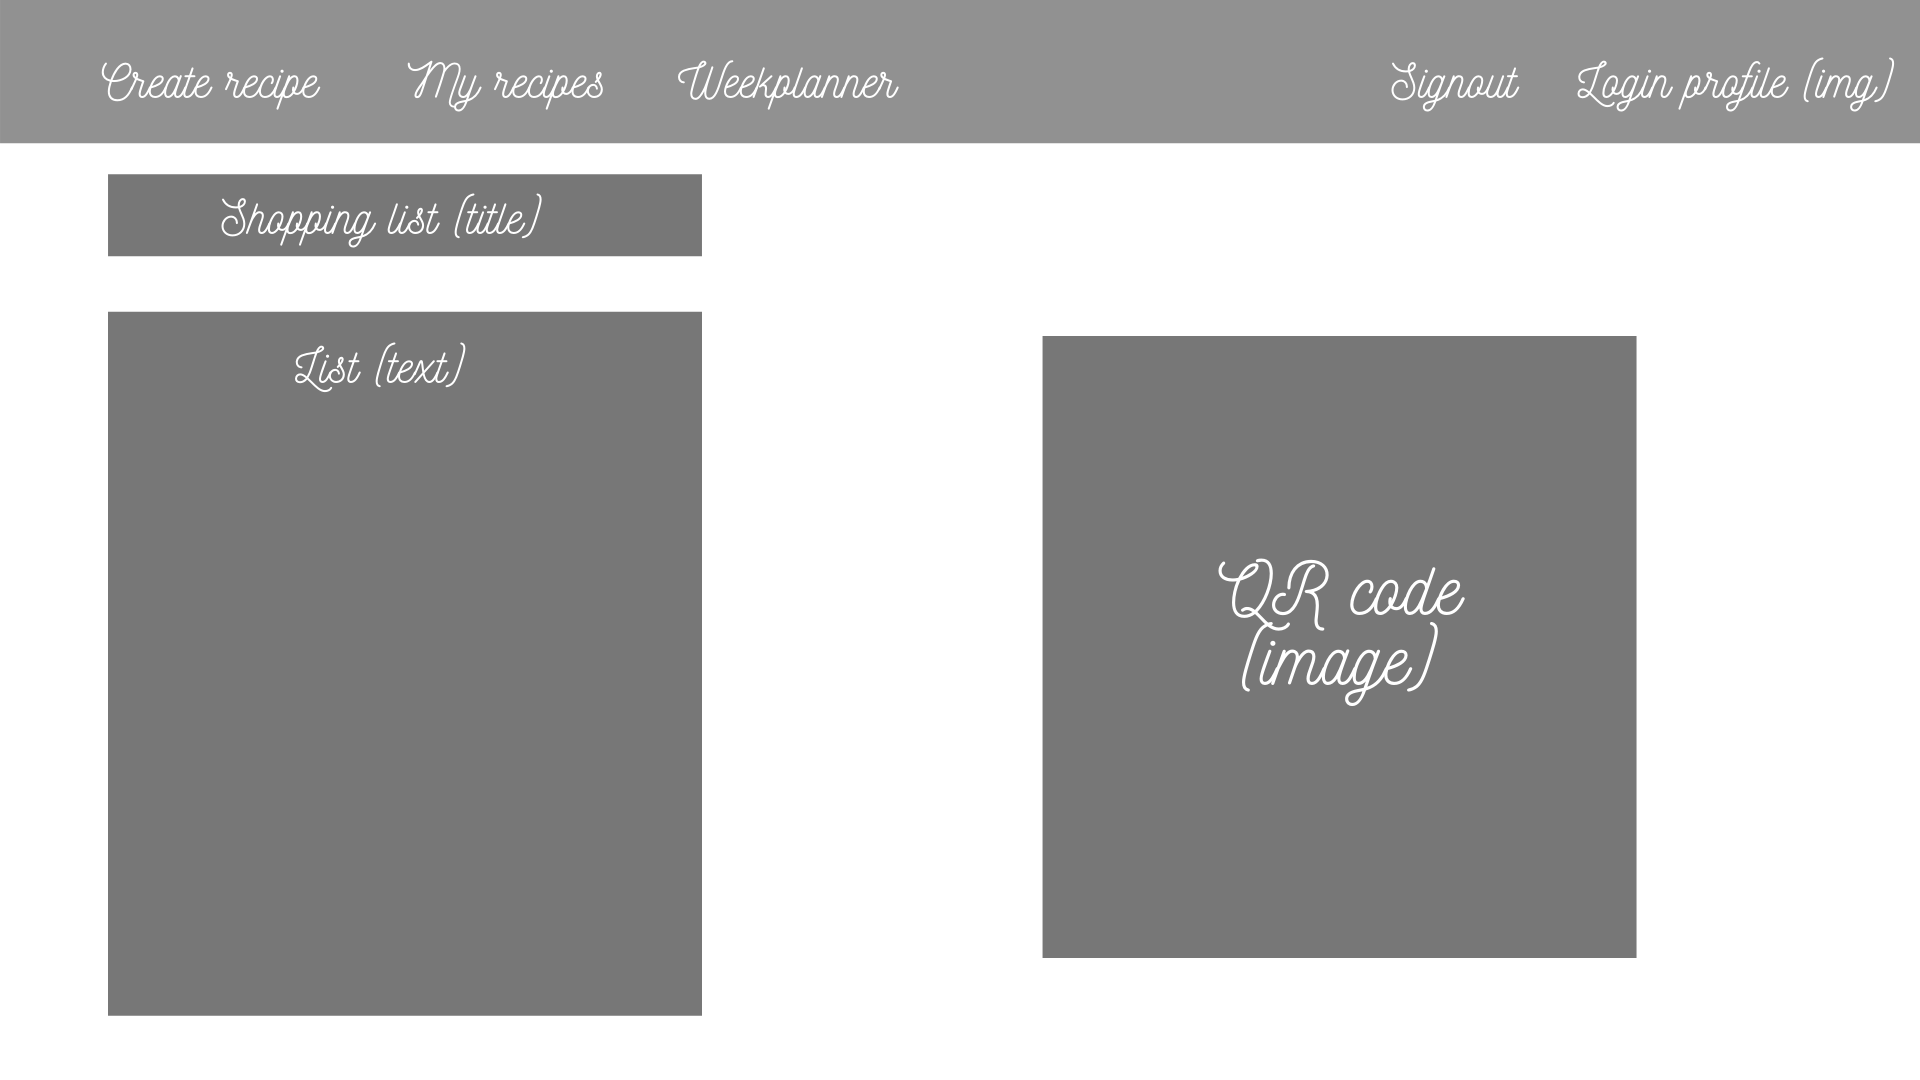 Create recipe My recipes Weekplanner Signout Login profile (img)
Shopping list (title)
List (text)
QR code
(image)